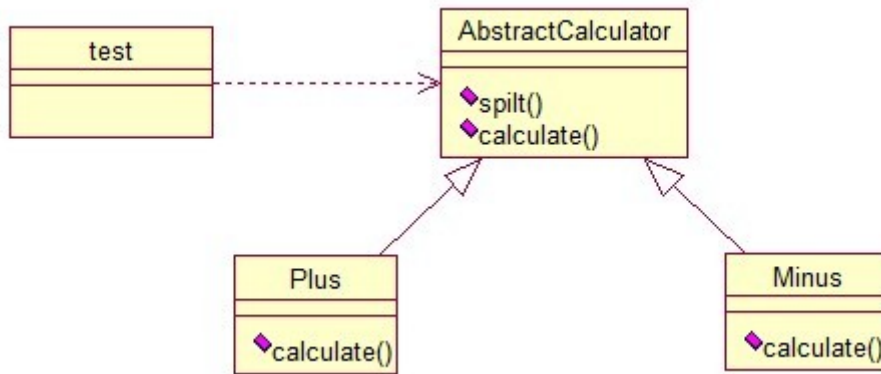 test
AbstractCalculator
spilt()
calculate()
Plus
calculate()
Minus
calculate()